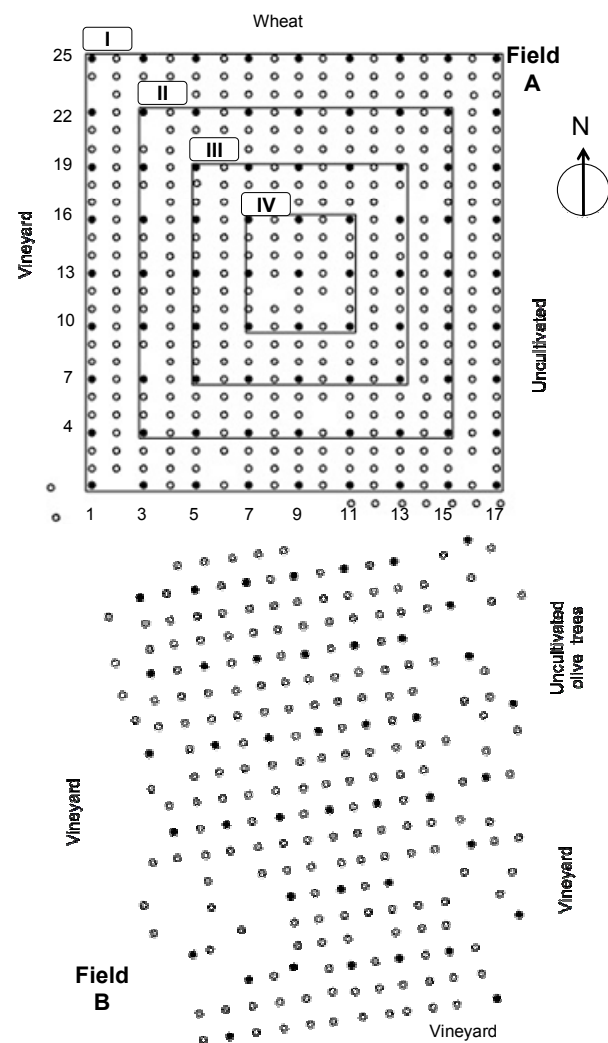 Wheat
I
25
Field
A
II
22
N
III
19
IV
16
Vineyard
13
10
Uncultivated
7
4
1 3 5 7 9 11 13 15 17
Uncultivated
olive trees
Vineyard
Vineyard
Field
B
Vineyard